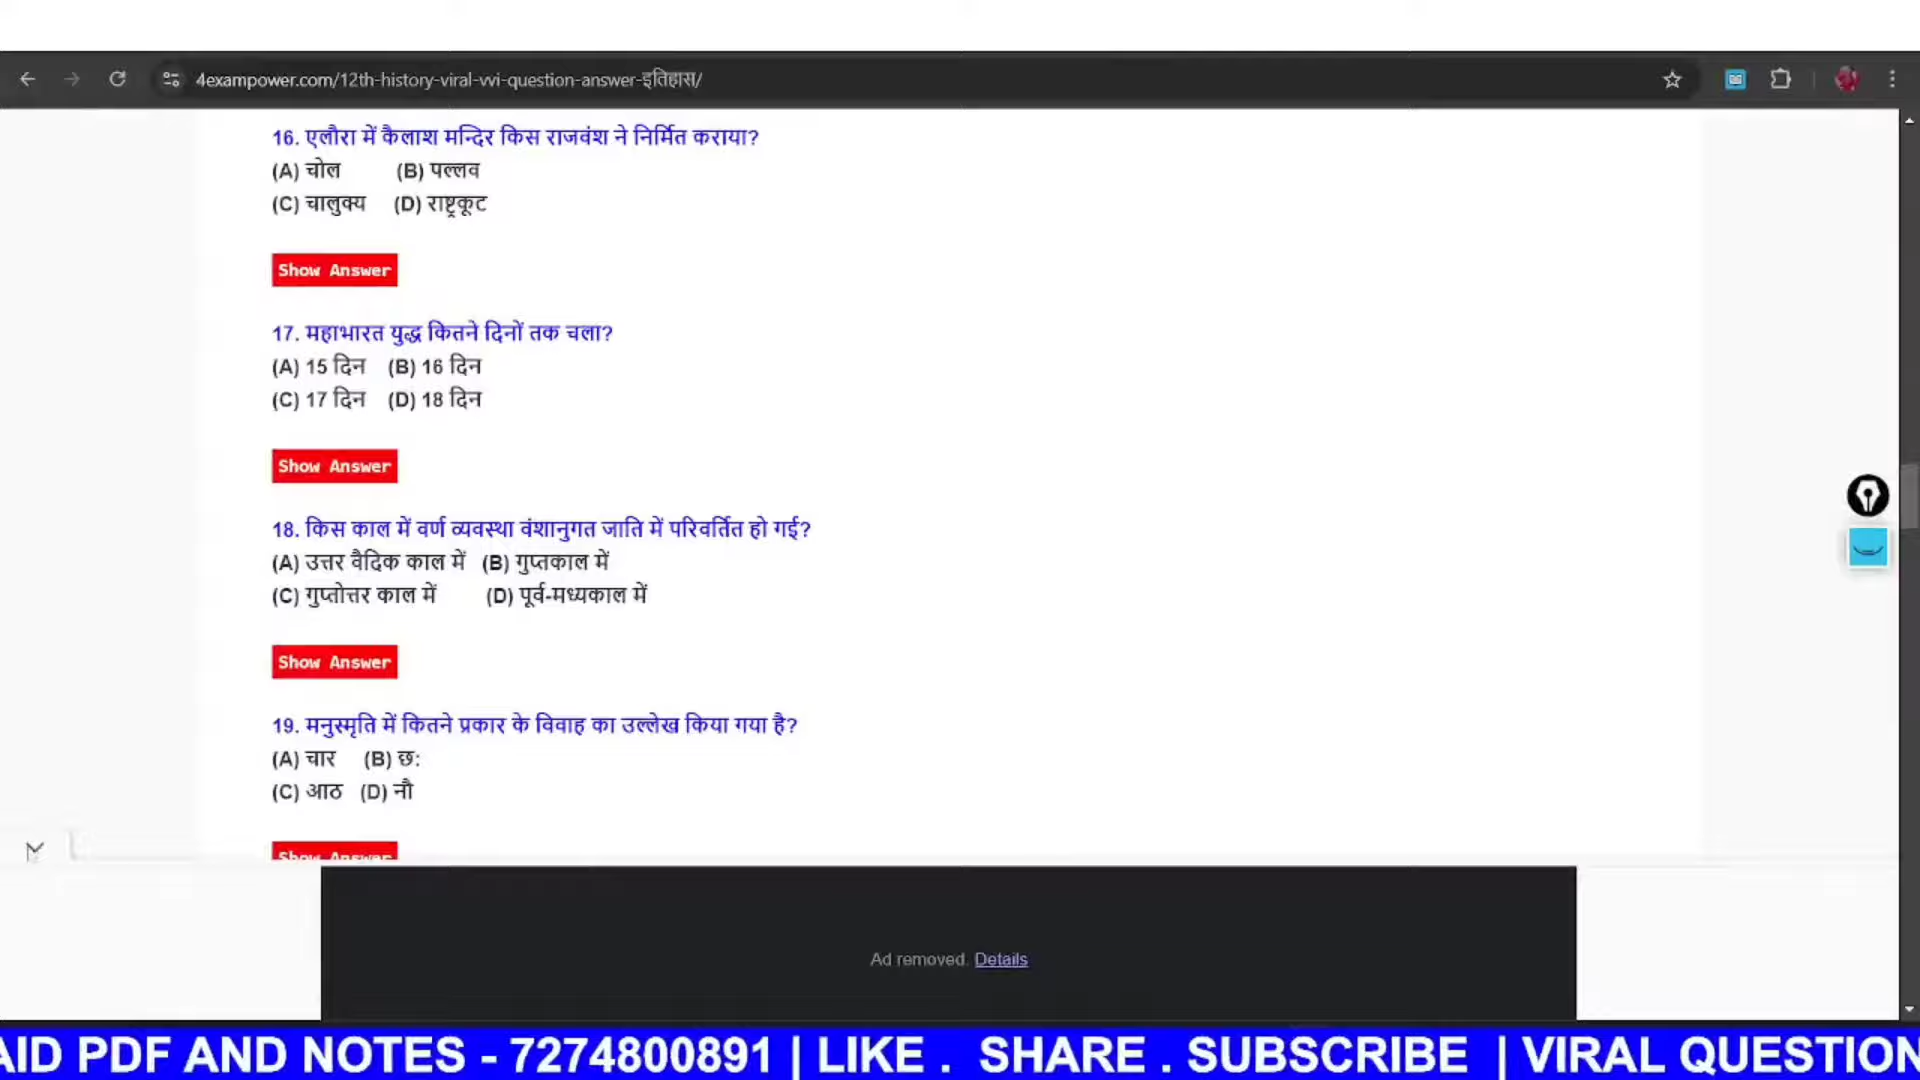 4exampower.com/12th-history-viral-vvi-question-answer-इतिहास/
16. एलौरा में कैलाश मन्दिर किस राजवंश ने निर्मित कराया?
(A) चोल (B) पल्लव
(C) चालुक्य (D) राष्ट्रकूट
Show Answer
17. महाभारत युद्ध कितने दिनों तक चला?
(A) 15 दिन (B) 16 दिन
(C) 17 दिन (D) 18 दिन
Show Answer
18. किस काल में वर्ण व्यवस्था वंशानुगत जाति में परिवर्तित हो गई?
(A) उत्तर वैदिक काल में (B) गुप्तकाल में
(C) गुप्तोत्तर काल में (D) पूर्व-मध्यकाल में
Show Answer
19. मनुस्मृति में कितने प्रकार के विवाह का उल्लेख किया गया है?
(A) चार (B) छः
(C) आठ (D) नौ
Show Answer
Ad removed. Details
AID PDF AND NOTES - 7274800891 | LIKE . SHARE . SUBSCRIBE | VIRAL QUESTION